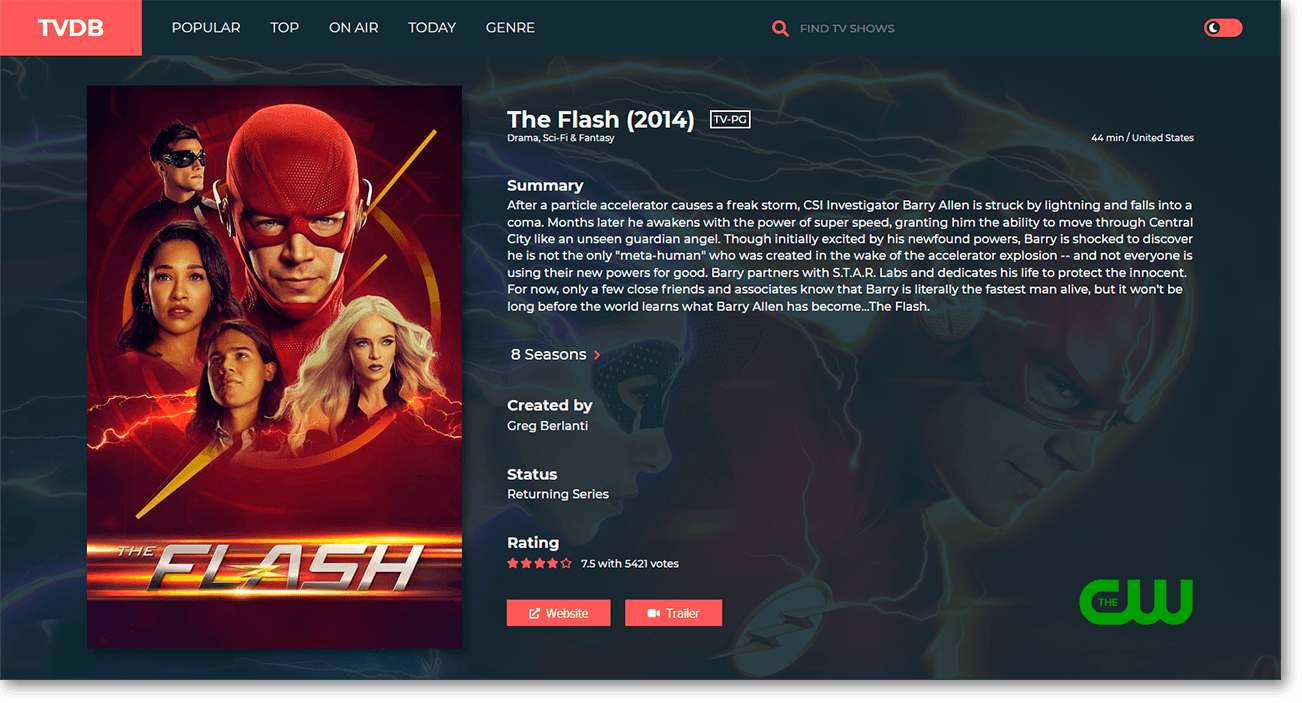 TVDB POPULAR TOP ON AIR TODAY GENRE FIND TV SHOWS
The Flash (2014) TV-PG
Drama, Sci-Fi & Fantasy 44 min / United States
Summary
After a particle accelerator causes a freak storm, CSI Investigator Barry Allen is struck by lightning and falls into a
coma. Months later he awakens with the power of super speed, granting him the ability to move through Central
City like an unseen guardian angel. Though initially excited by his newfound powers, Barry is shocked to discover
he is not the only "meta-human" who was created in the wake of the accelerator explosion -- and not everyone is
using their new powers for good. Barry partners with S.T.A.R. Labs and dedicates his life to protect the innocent.
For now, only a few close friends and associates know that Barry is literally the fastest man alive, but it won't be
long before the world learns what Barry Allen has become...The Flash.
8 Seasons
Created by
Greg Berlanti
Status
Returning Series
Rating
7.5 with 5421 votes
Website Trailer
THE FLASH
THE CW